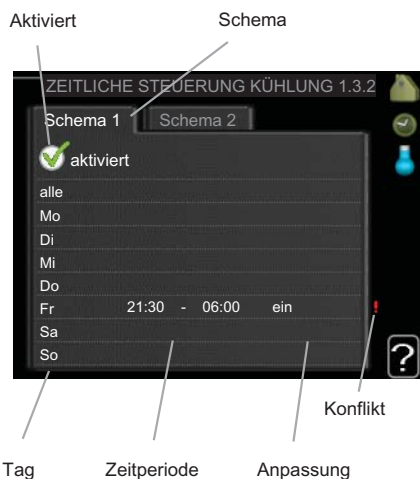 Aktiviert Schema
ZEITLICHE STEUERUNG KÜHLUNG 1.3.2
Schema 1 Schema 2
aktiviert
alle
Mo
Di
Mi
Do
Fr 21:30 - 06:00 ein !
Sa
So
?
Konflikt
Tag Zeitperiode Anpassung